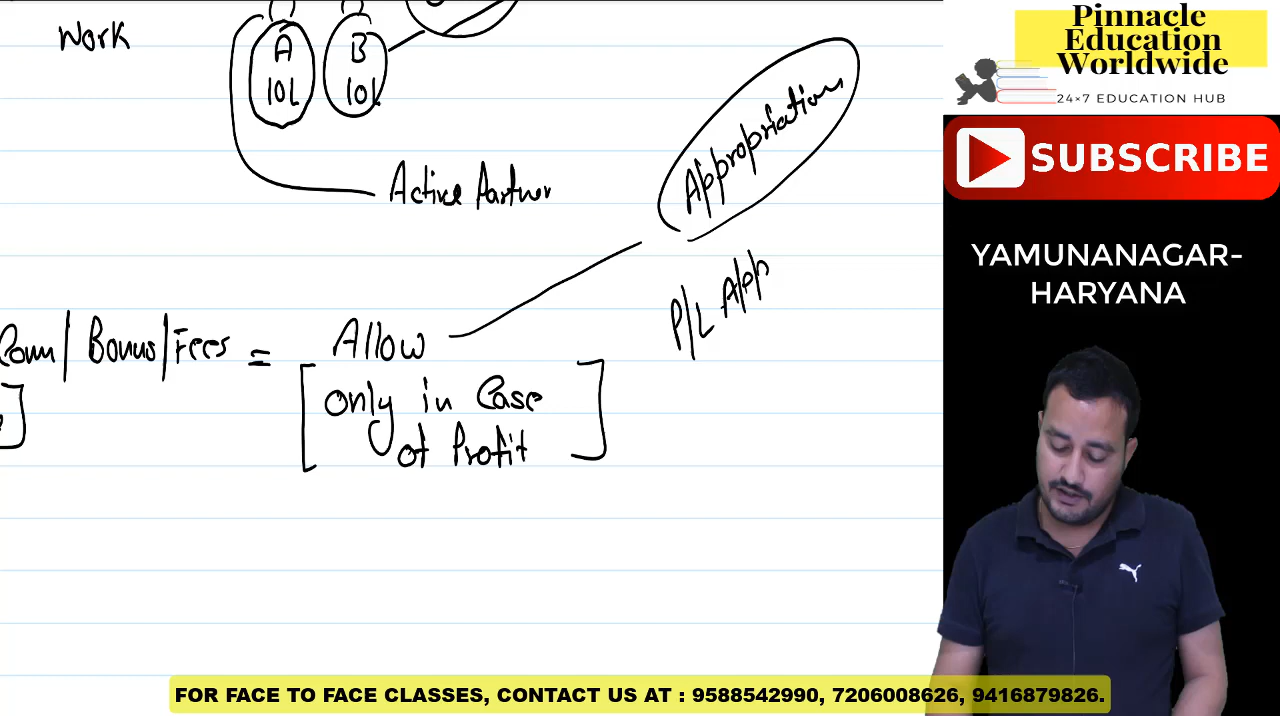 Work
A
10L
B
10L
Active Partner
Appropriation
P/L App
Comm/ Bonus/ Fees = Allow
[only in Case
of Profit]
Pinnacle
Education
Worldwide
24×7 EDUCATION HUB
SUBSCRIBE
YAMUNANAGAR-
HARYANA
FOR FACE TO FACE CLASSES, CONTACT US AT : 9588542990, 7206008626, 9416879826.